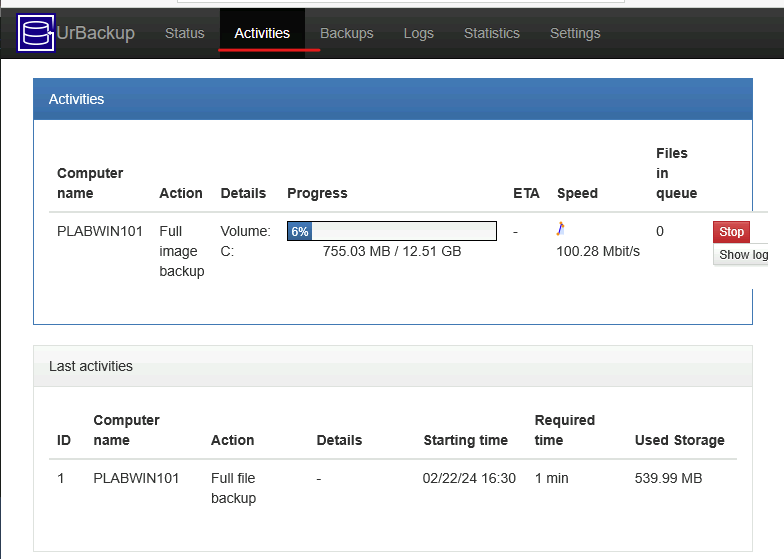 UrBackup Status Activities Backups Logs Statistics Settings
Activities
Computer name Action Details Progress ETA Speed Files in queue
PLABWIN101 Full image backup Volume: C: 6% 755.03 MB / 12.51 GB - 100.28 Mbit/s 0 Stop Show log
Last activities
ID Computer name Action Details Starting time Required time Used Storage
1 PLABWIN101 Full file backup - 02/22/24 16:30 1 min 539.99 MB